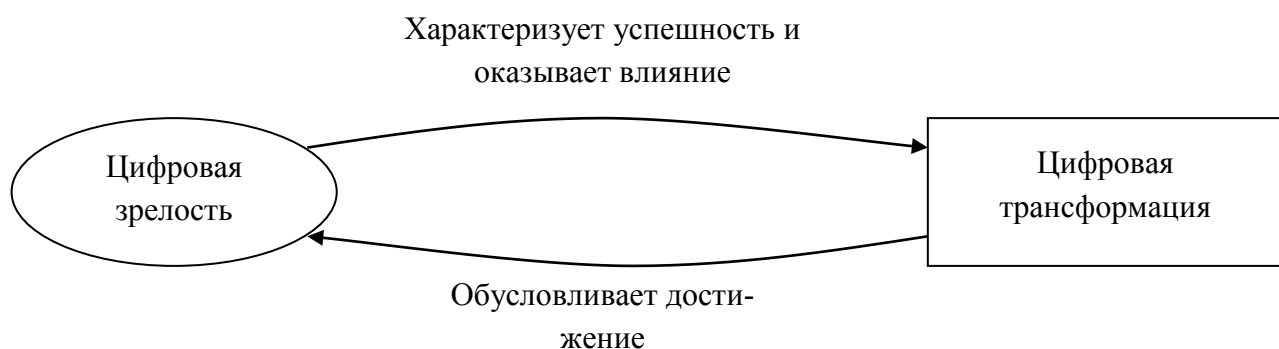 Характеризует успешность и
оказывает влияние
Цифровая
зрелость
Цифровая
трансформация
Обусловливает дости-
жение